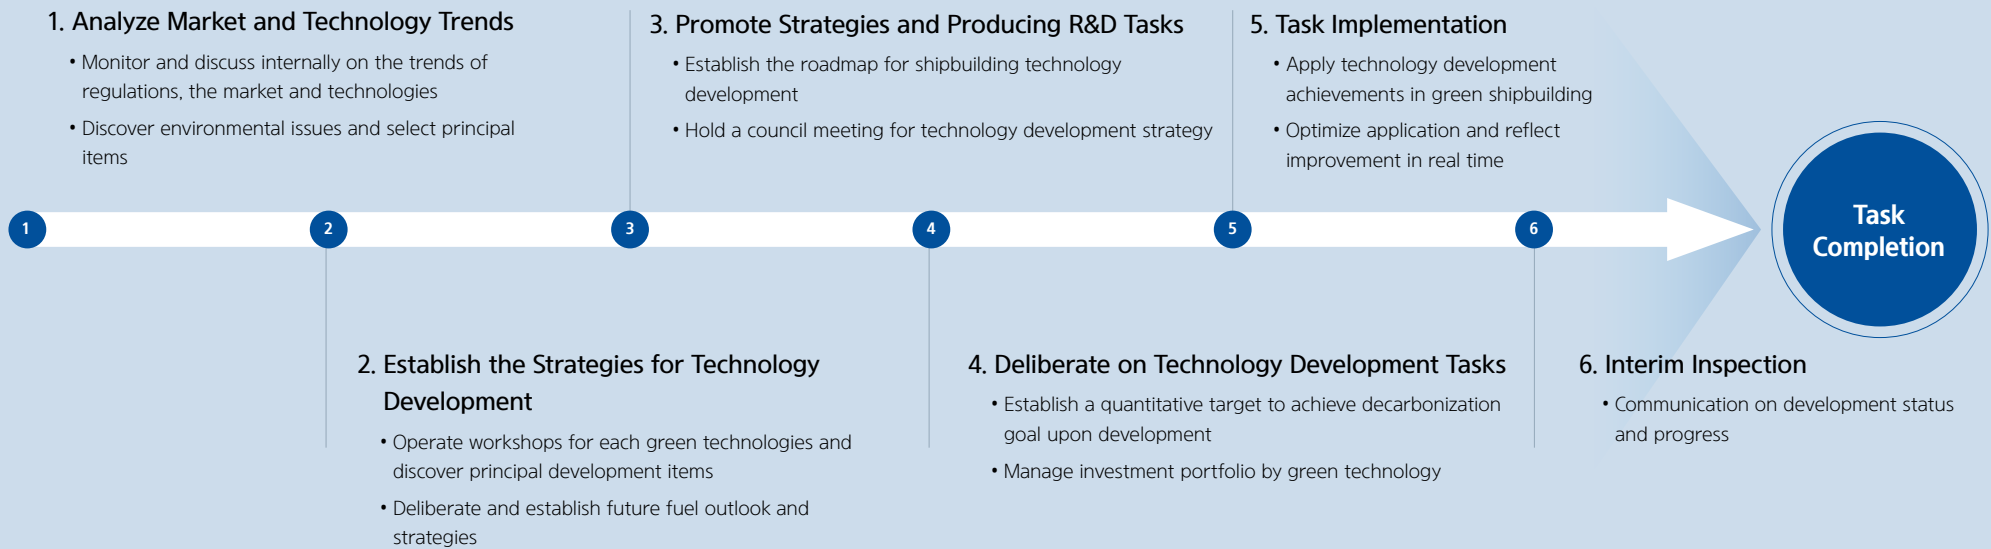 1. Analyze Market and Technology Trends
• Monitor and discuss internally on the trends of
regulations, the market and technologies
• Discover environmental issues and select principal
items
3. Promote Strategies and Producing R&D Tasks
• Establish the roadmap for shipbuilding technology
development
• Hold a council meeting for technology development strategy
5. Task Implementation
• Apply technology development
achievements in green shipbuilding
• Optimize application and reflect
improvement in real time
1
2
3
4
5
6
Task
Completion
2. Establish the Strategies for Technology
Development
• Operate workshops for each green technologies and
discover principal development items
• Deliberate and establish future fuel outlook and
strategies
4. Deliberate on Technology Development Tasks
• Establish a quantitative target to achieve decarbonization
goal upon development
• Manage investment portfolio by green technology
6. Interim Inspection
• Communication on development status
and progress